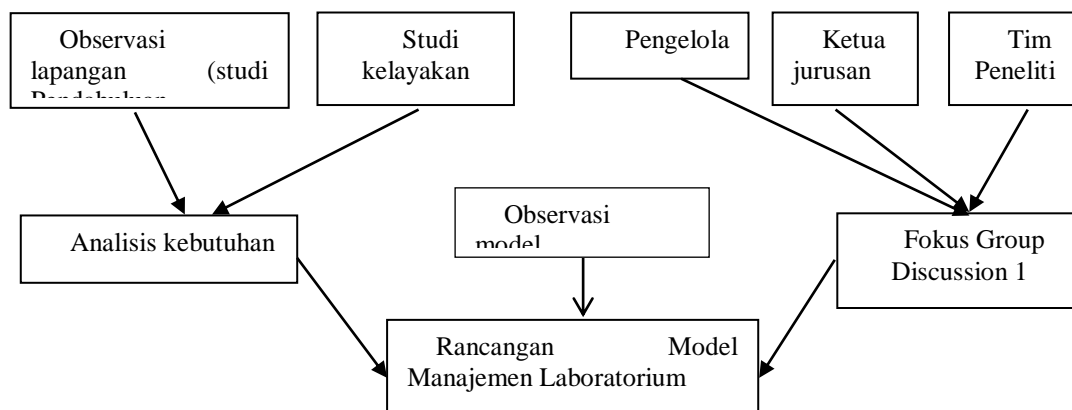 Observasi
lapangan (studi
Studi
kelayakan
Pengelola
Ketua
jurusan
Tim
Peneliti
Analisis kebutuhan
Observasi
model
Fokus Group
Discussion 1
Rancangan Model
Manajemen Laboratorium